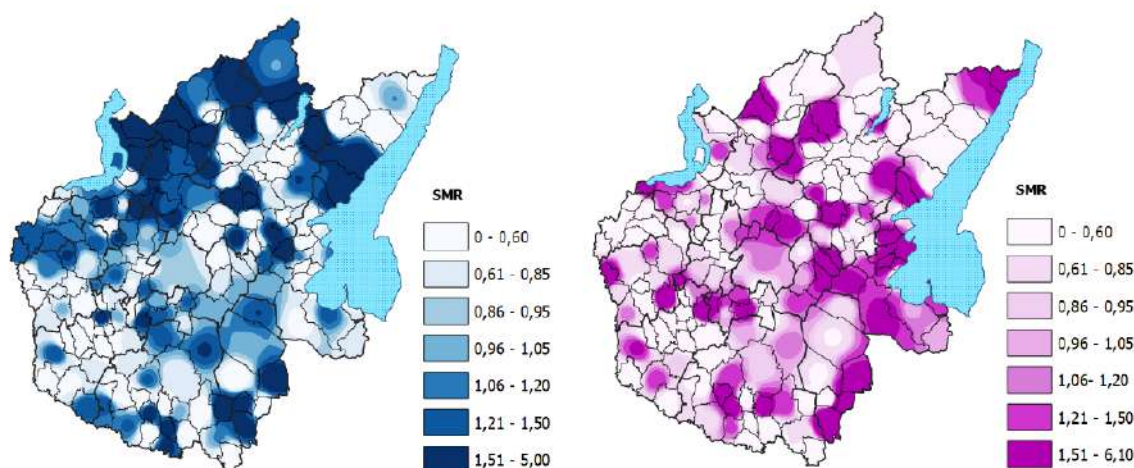 SMR
0 - 0,60
0,61 - 0,85
0,86 - 0,95
0,96 - 1,05
1,06 - 1,20
1,21 - 1,50
1,51 - 5,00
SMR
0 - 0,60
0,61 - 0,85
0,86 - 0,95
0,96 - 1,05
1,06- 1,20
1,21 - 1,50
1,51 - 6,10